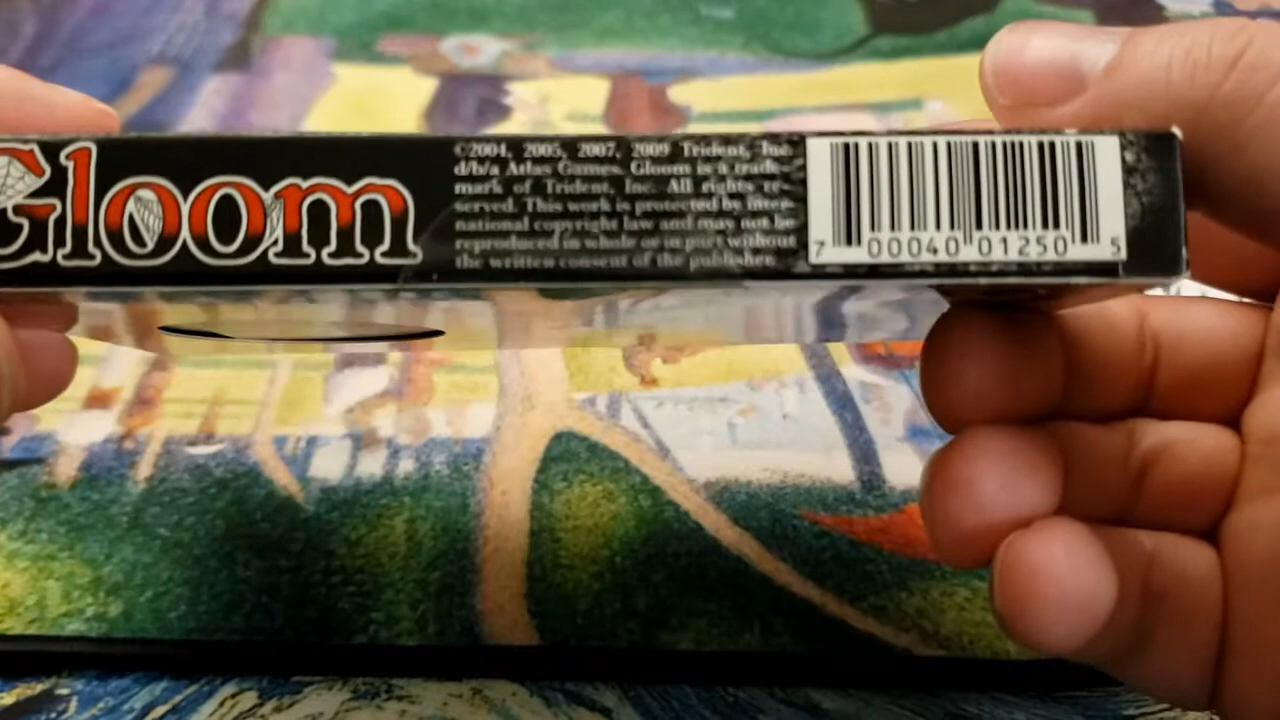 Gloom
©2004, 2005, 2007, 2009 Trident, Inc.
d/b/a Atlas Games. Gloom is a trade-
mark of Trident, Inc. All rights re-
served. This work is protected by inter-
national copyright law and may not be
reproduced in whole or in part without
the written consent of the publisher.
7 00040 01250 5